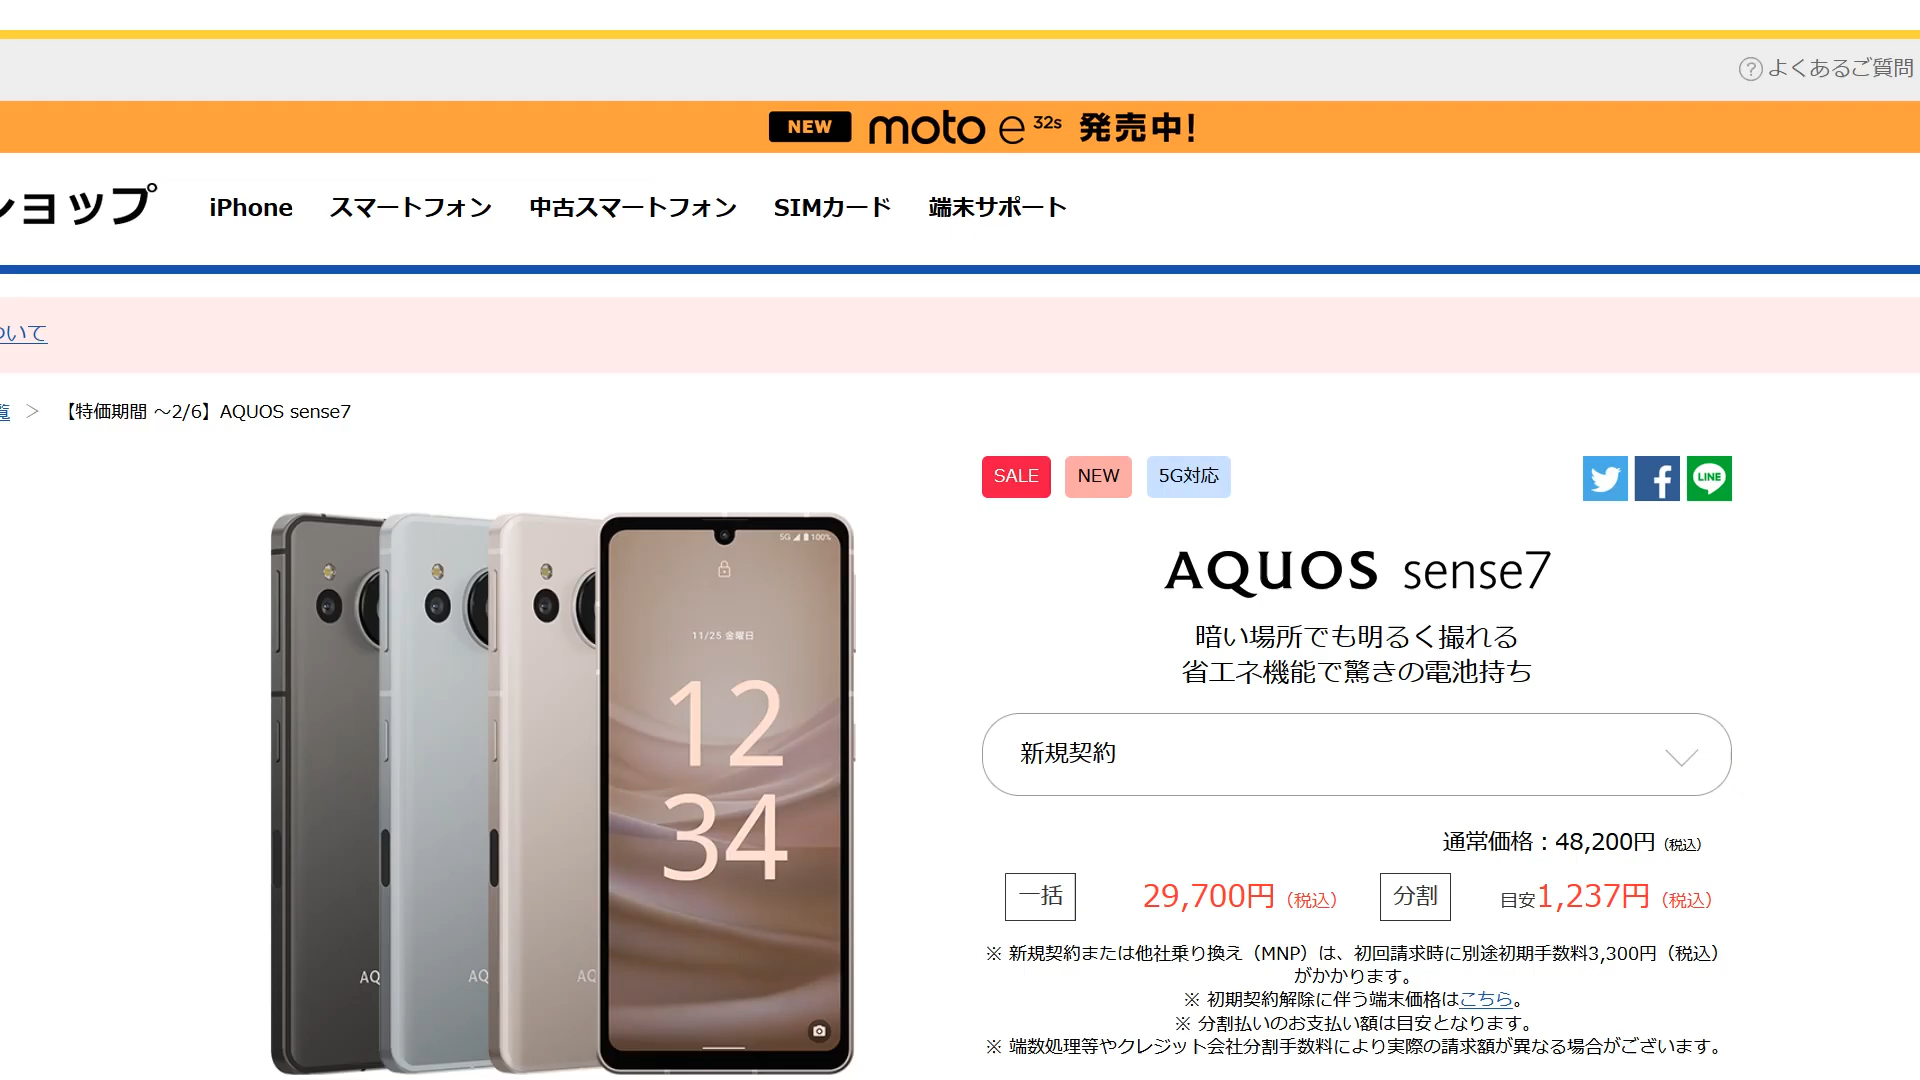 よくあるご質問
NEW moto e 32s 発売中!
ショップ
iPhone スマートフォン 中古スマートフォン SIMカード 端末サポート
ついて
覧 > 【特価期間 ～2/6】AQUOS sense7
SALE NEW 5G対応
LINE
5G 100%
11/25 金曜日
12
34
AQ
AQ
AQ
AQUOS sense7
暗い場所でも明るく撮れる
省エネ機能で驚きの電池持ち
新規契約
通常価格：48,200円（税込）
一括 29,700円（税込） 分割 目安1,237円（税込）
※ 新規契約または他社乗り換え（MNP）は、初回請求時に別途初期手数料3,300円（税込）
がかかります。
※ 初期契約解除に伴う端末価格はこちら。
※ 分割払いのお支払い額は目安となります。
※ 端数処理等やクレジット会社分割手数料により実際の請求額が異なる場合がございます。